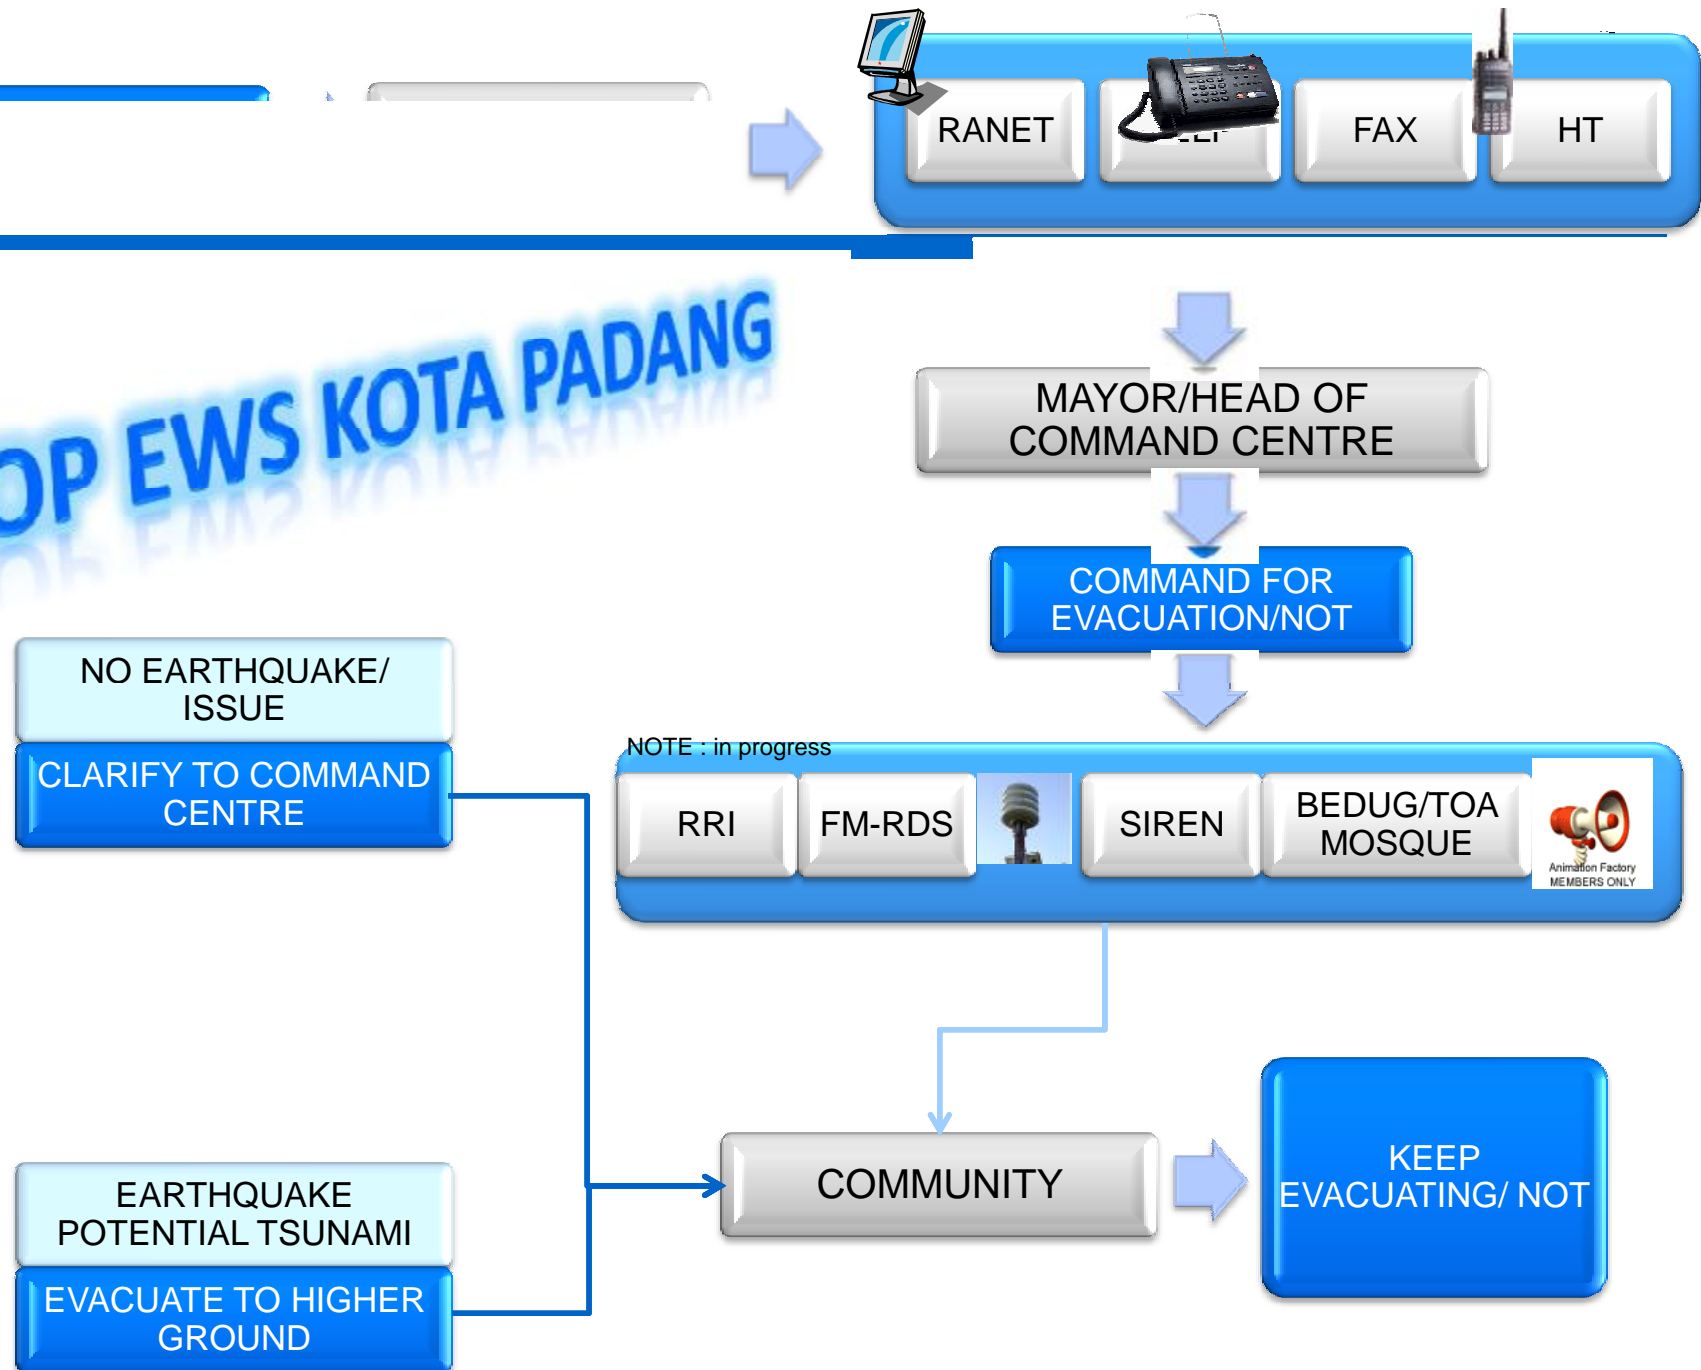 RANET
FAX
HT
OP EWS KOTA PADANG
MAYOR/HEAD OF
COMMAND CENTRE
COMMAND FOR
EVACUATION/NOT
NO EARTHQUAKE/
ISSUE
CLARIFY TO COMMAND
CENTRE
NOTE : in progress
RRI
FM-RDS
SIREN
BEDUG/TOA
MOSQUE
Animation Factory
MEMBERS ONLY
EARTHQUAKE
POTENTIAL TSUNAMI
EVACUATE TO HIGHER
GROUND
COMMUNITY
KEEP
EVACUATING/ NOT